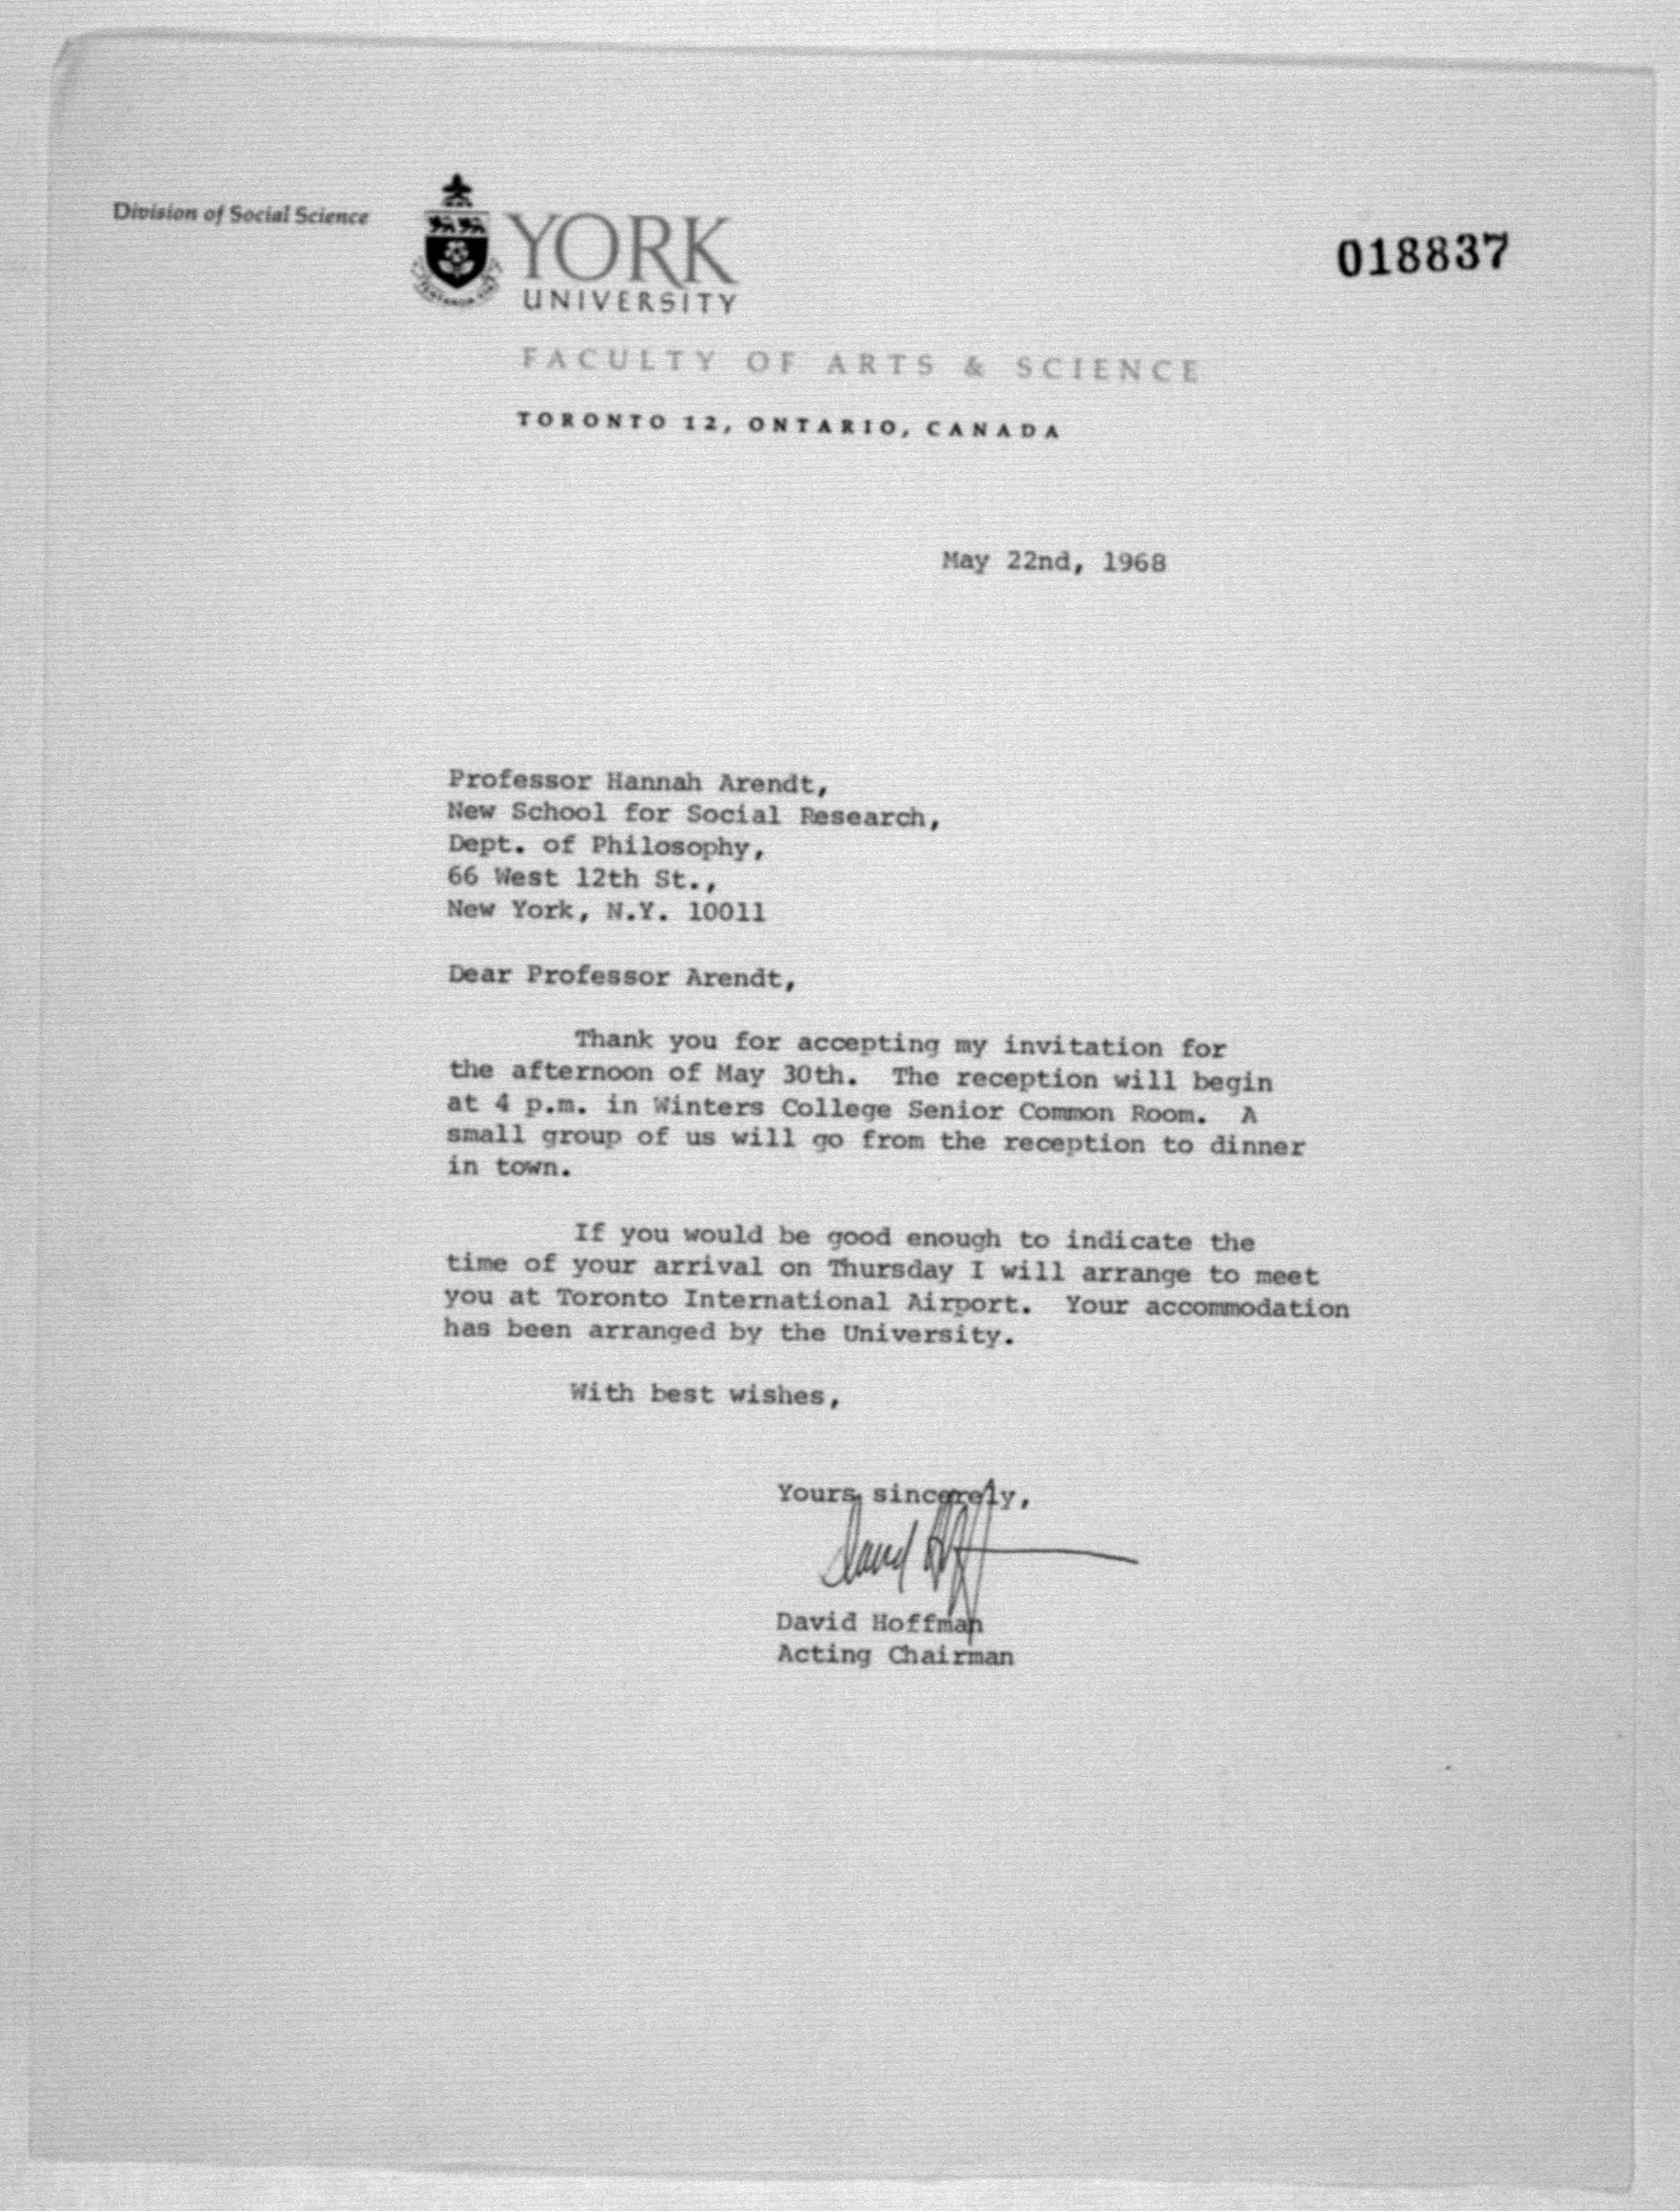 Division of Social Science
YORK
UNIVERSITY
018837
FACULTY OF ARTS & SCIENCE
TORONTO 12, ONTARIO, CANADA
May 22nd, 1968
Professor Hannah Arendt,
New School for Social Research,
Dept. of Philosophy,
66 West 12th St.,
New York, N.Y. 10011
Dear Professor Arendt,
Thank you for accepting my invitation for
the afternoon of May 30th. The reception will begin
at 4 p.m. in Winters College Senior Common Room. A
small group of us will go from the reception to dinner
in town.
If you would be good enough to indicate the
time of your arrival on Thursday I will arrange to meet
you at Toronto International Airport. Your accommodation
has been arranged by the University.
With best wishes,
Yours sincerely,
David Hoffman
Acting Chairman